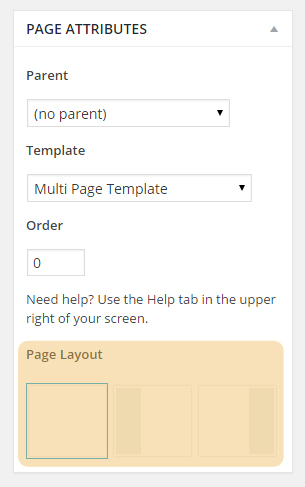 PAGE ATTRIBUTES
Parent
(no parent)
Template
Multi Page Template
Order
0
Need help? Use the Help tab in the upper
right of your screen.
Page Layout